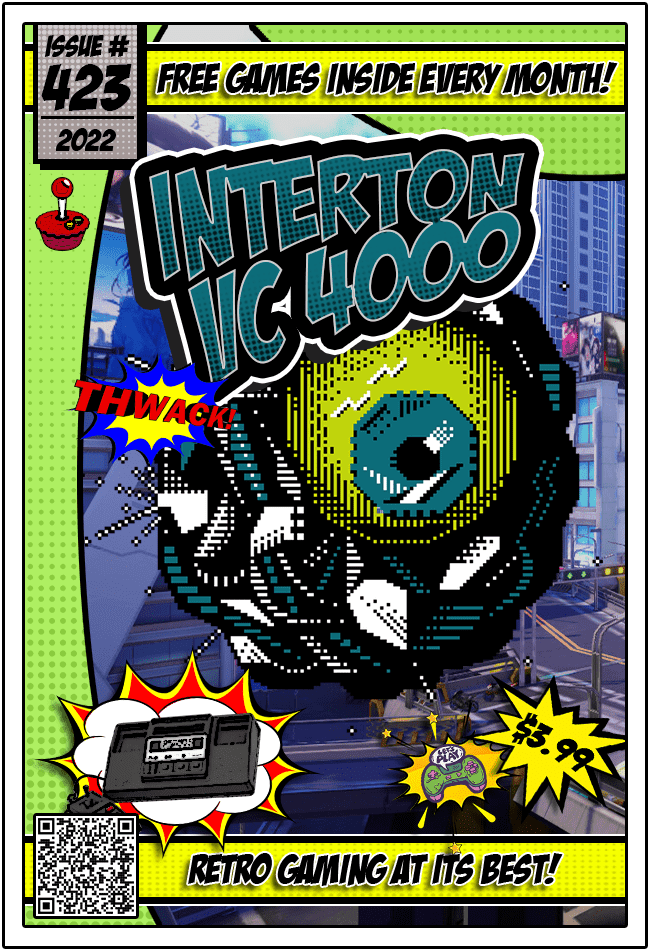 ISSUE #
423
2022
FREE GAMES INSIDE EVERY MONTH!
INTERTON
VC 4000
THWACK!
LET'S
PLAY
$3.99
RETRO GAMING AT ITS BEST!